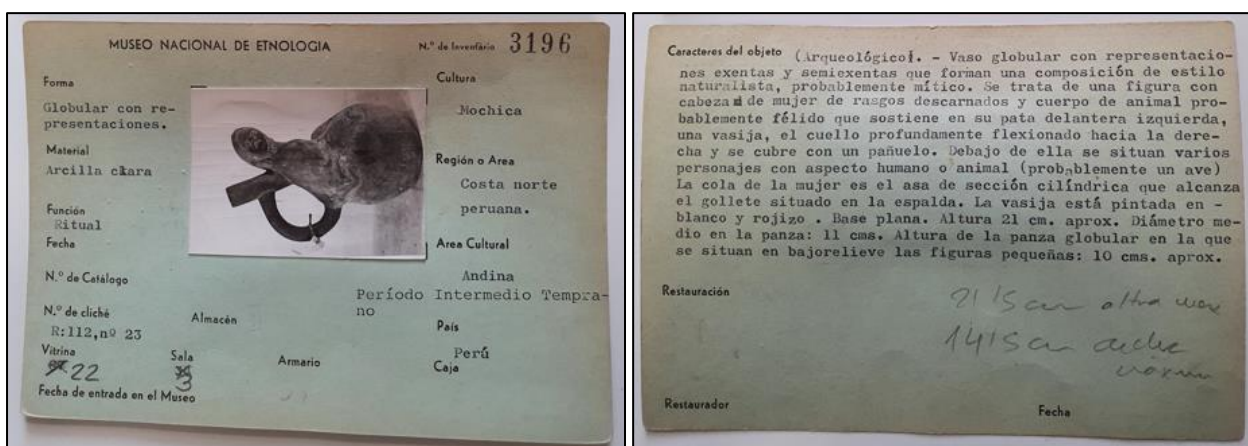 MUSEO NACIONAL DE ETNOLOGIA
N.º de Inventario 3196
Forma
Globular con re-
presentaciones.
Material
Arcilla clara
Función
Ritual
Fecha
N.º de Catálogo
N.º de cliché
R:112,nº 23
Almacén
Vitrina
22
Sala
3
Armario
Fecha de entrada en el Museo
Cultura
Mochica
Región o Area
Costa norte
peruana.
Area Cultural
Andina
Período Intermedio Tempra-
no
País
Perú
Caja
Caracteres del objeto (Arqueológico). - Vaso globular con representacio-
nes exentas y semiexentas que forman una composición de estilo
naturalista, probablemente mítico. Se trata de una figura con
cabeza de mujer de rasgos descarnados y cuerpo de animal pro-
bablemente félido que sostiene en su pata delantera izquierda,
una vasija, el cuello profundamente flexionado hacia la dere-
cha y se cubre con un pañuelo. Debajo de ella se situan varios
personajes con aspecto humano o animal (probablemente un ave)
La cola de la mujer es el asa de sección cilíndrica que alcanza
el gollete situado en la espalda. La vasija está pintada en -
blanco y rojizo . Base plana. Altura 21 cm. aprox. Diámetro me-
dio en la panza: 11 cms. Altura de la panza globular en la que
se situan en bajorelieve las figuras pequeñas: 10 cms. aprox.
Restauración
21'5 cm altura max
14'5 cm
Restaurador
Fecha